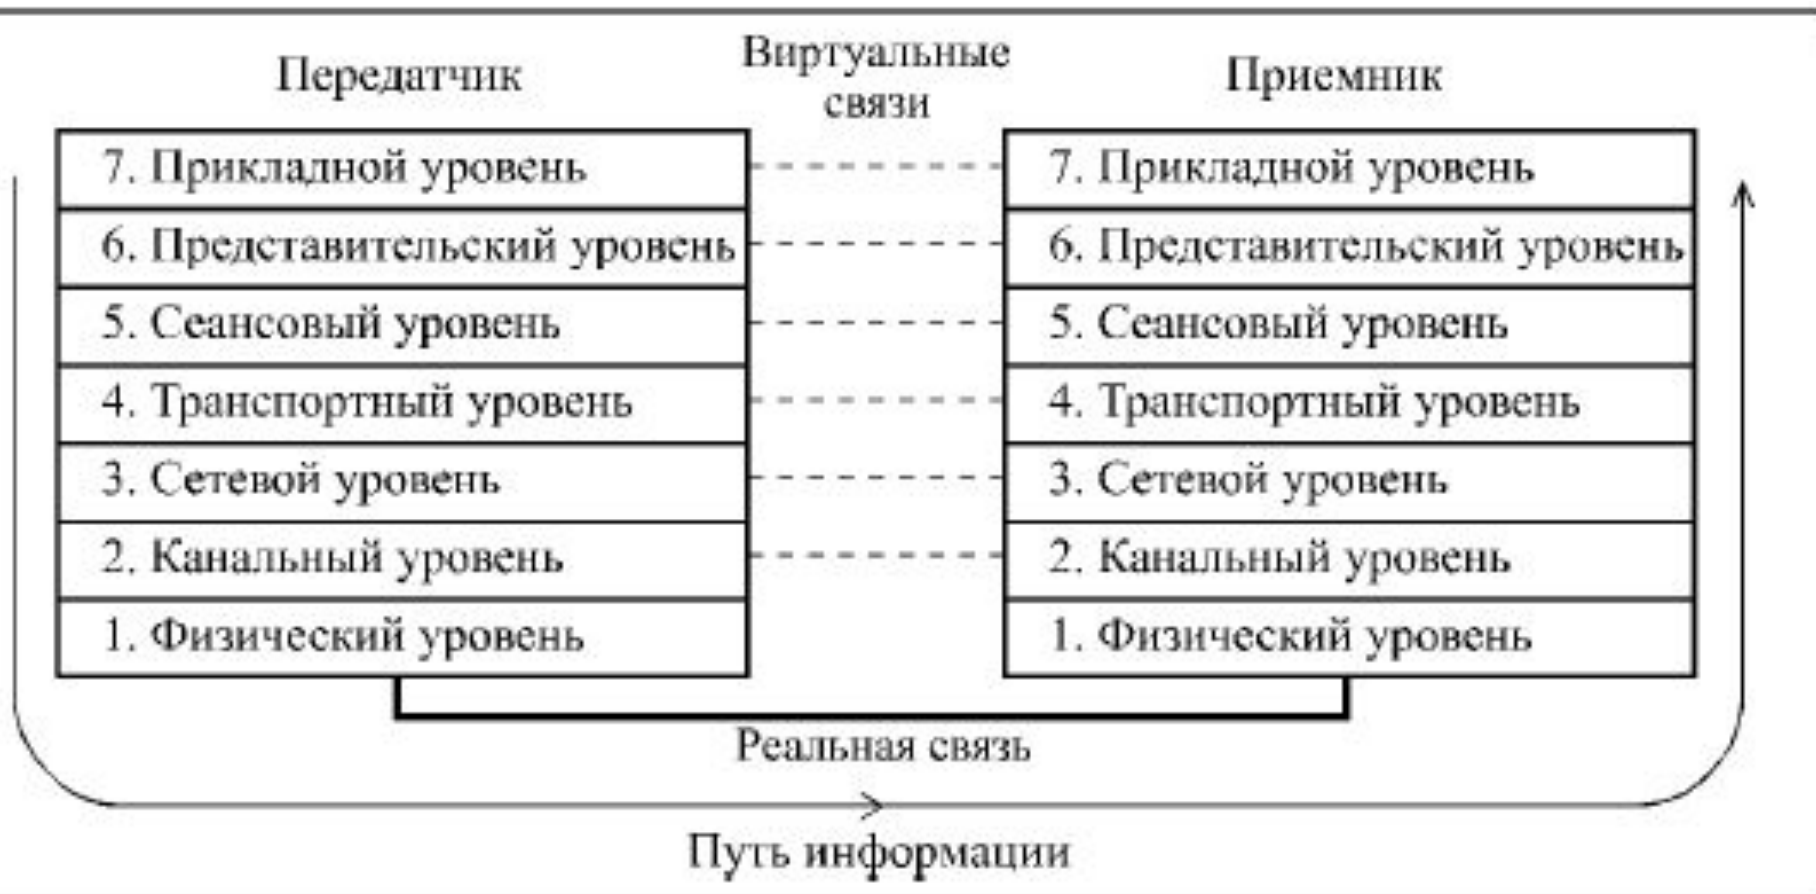 Передатчик
Виртуальные
связи
Приемник
7. Прикладной уровень
6. Представительский уровень
5. Сеансовый уровень
4. Транспортный уровень
3. Сетевой уровень
2. Канальный уровень
1. Физический уровень
7. Прикладной уровень
6. Представительский уровень
5. Сеансовый уровень
4. Транспортный уровень
3. Сетевой уровень
2. Канальный уровень
1. Физический уровень
Реальная связь
Путь информации